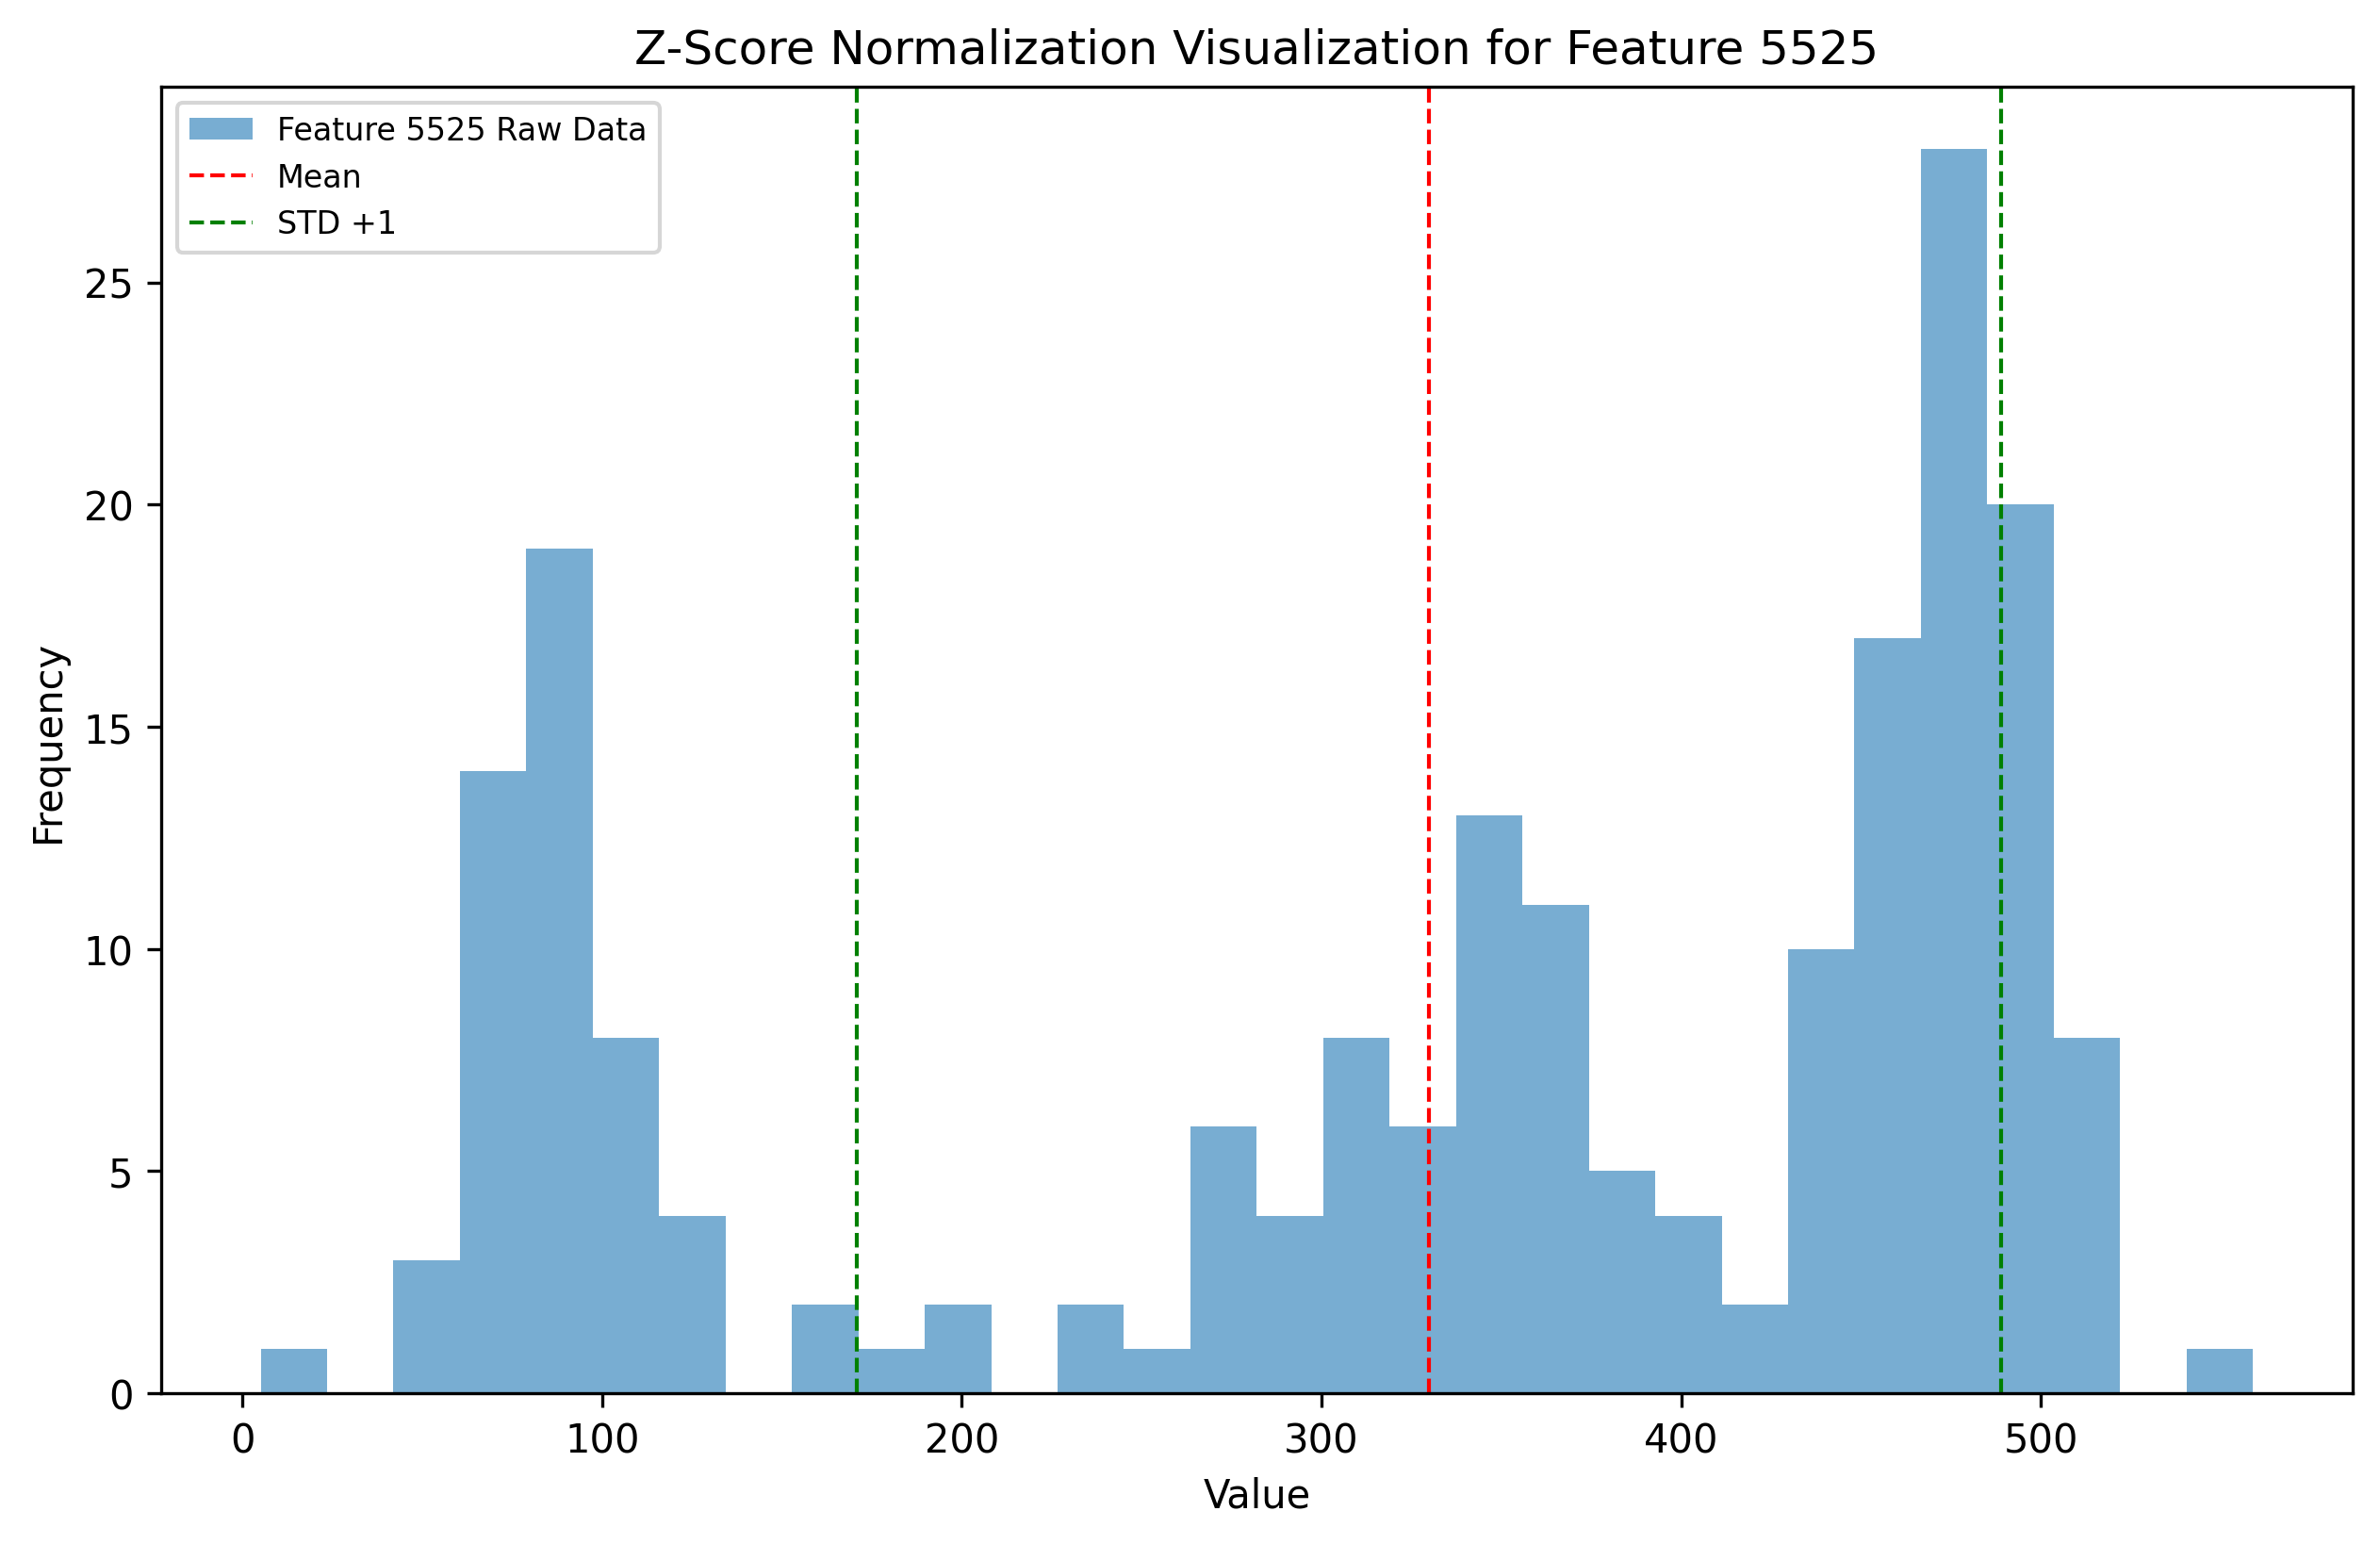 Z-Score Normalization Visualization for Feature 5525
Feature 5525 Raw Data
Mean
STD +1
25
20
15
10
5
0
Frequency
0 100 200 300 400 500
Value